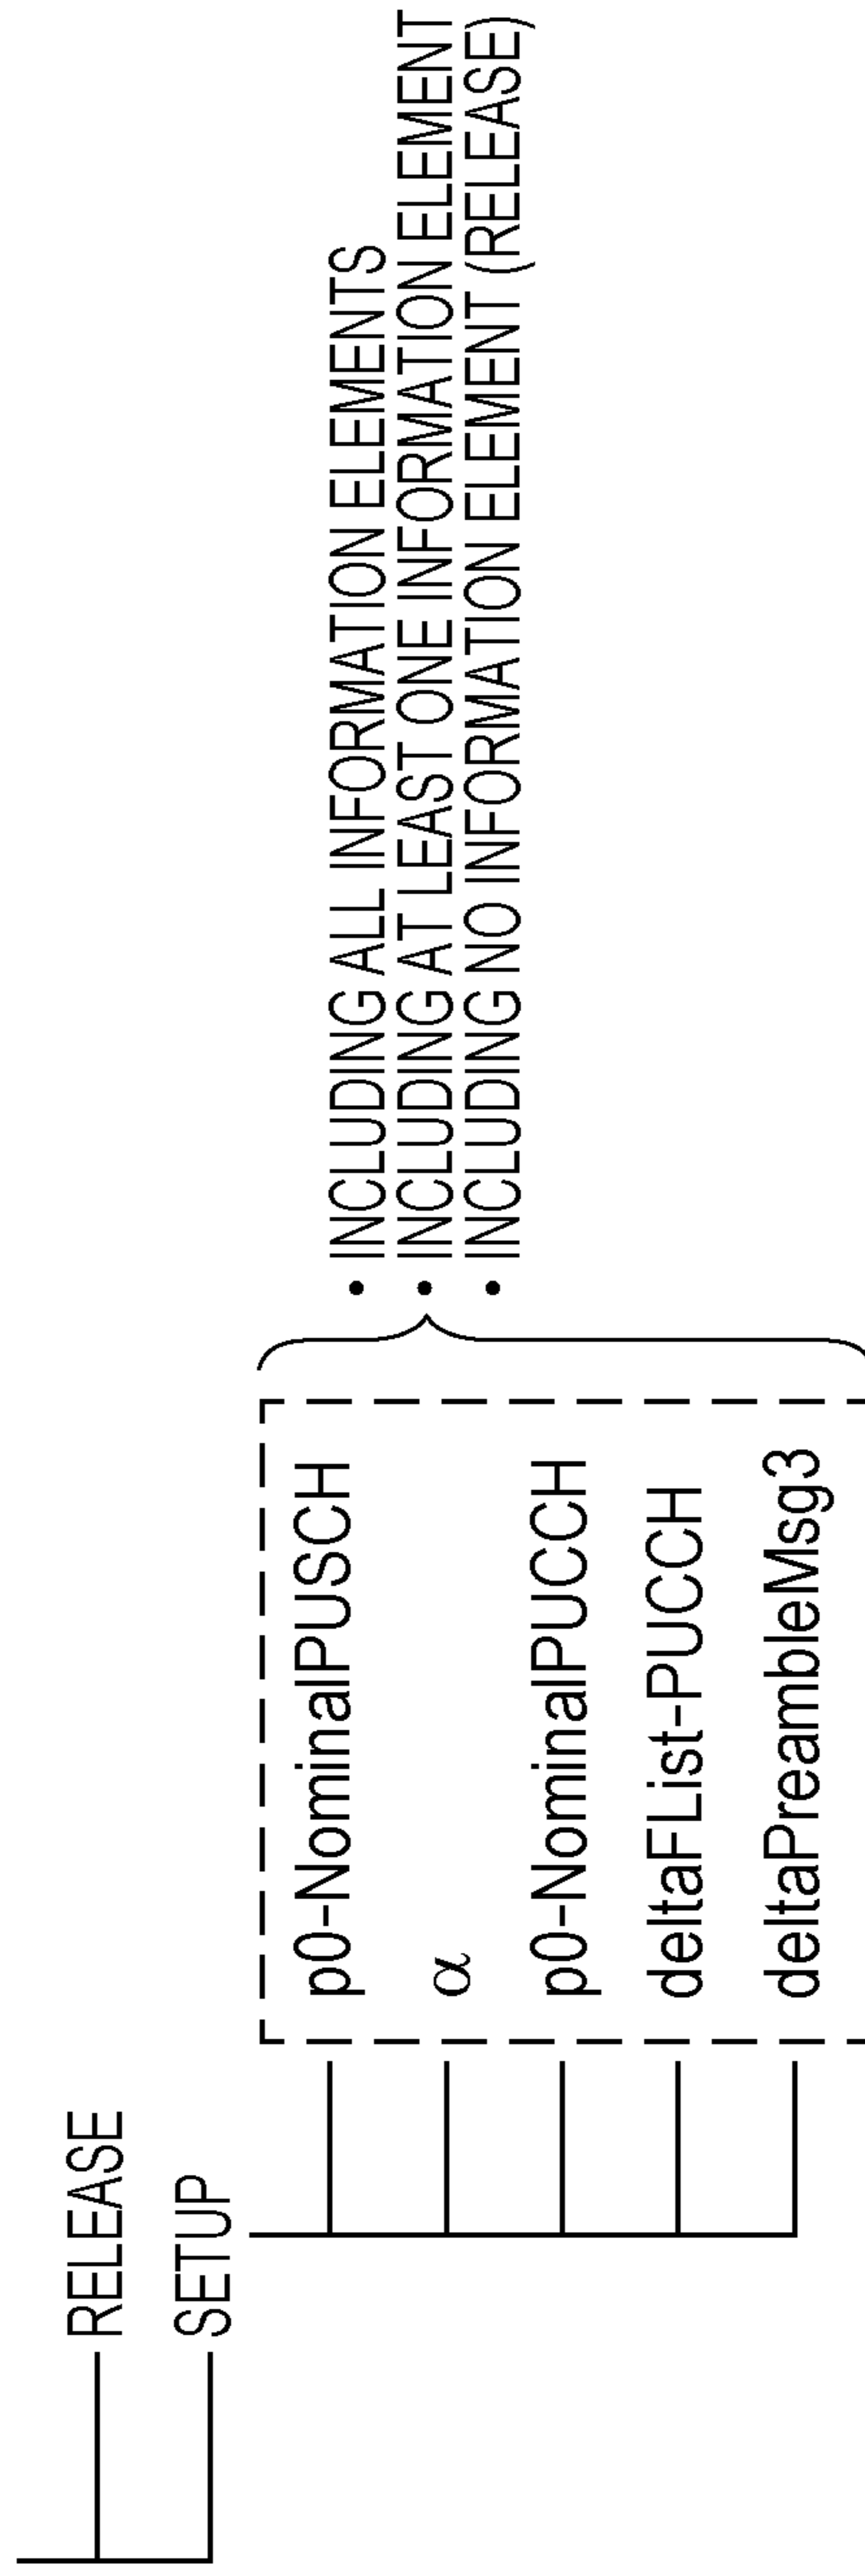 RELEASE
SETUP
p0-NominalPUSCH
α
p0-NominalPUCCH
deltaFList-PUCCH
deltaPreambleMsg3
• INCLUDING ALL INFORMATION ELEMENTS
• INCLUDING AT LEAST ONE INFORMATION ELEMENT
• INCLUDING NO INFORMATION ELEMENT (RELEASE)